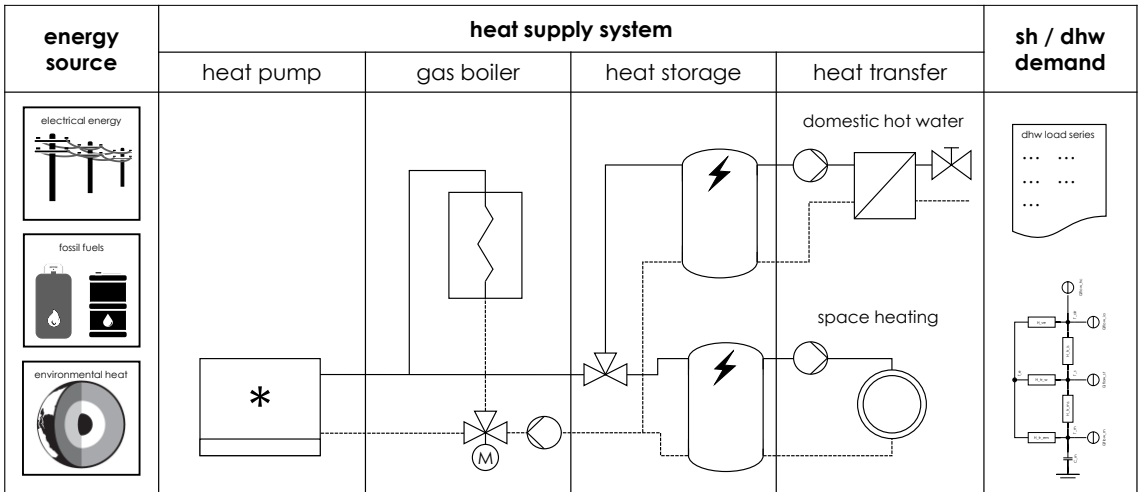 energy
source
heat supply system
sh / dhw
demand
heat pump
gas boiler
heat storage
heat transfer
electrical energy
fossil fuels
environmental heat
*
M
domestic hot water
space heating
dhw load series
... ...
... ...
...